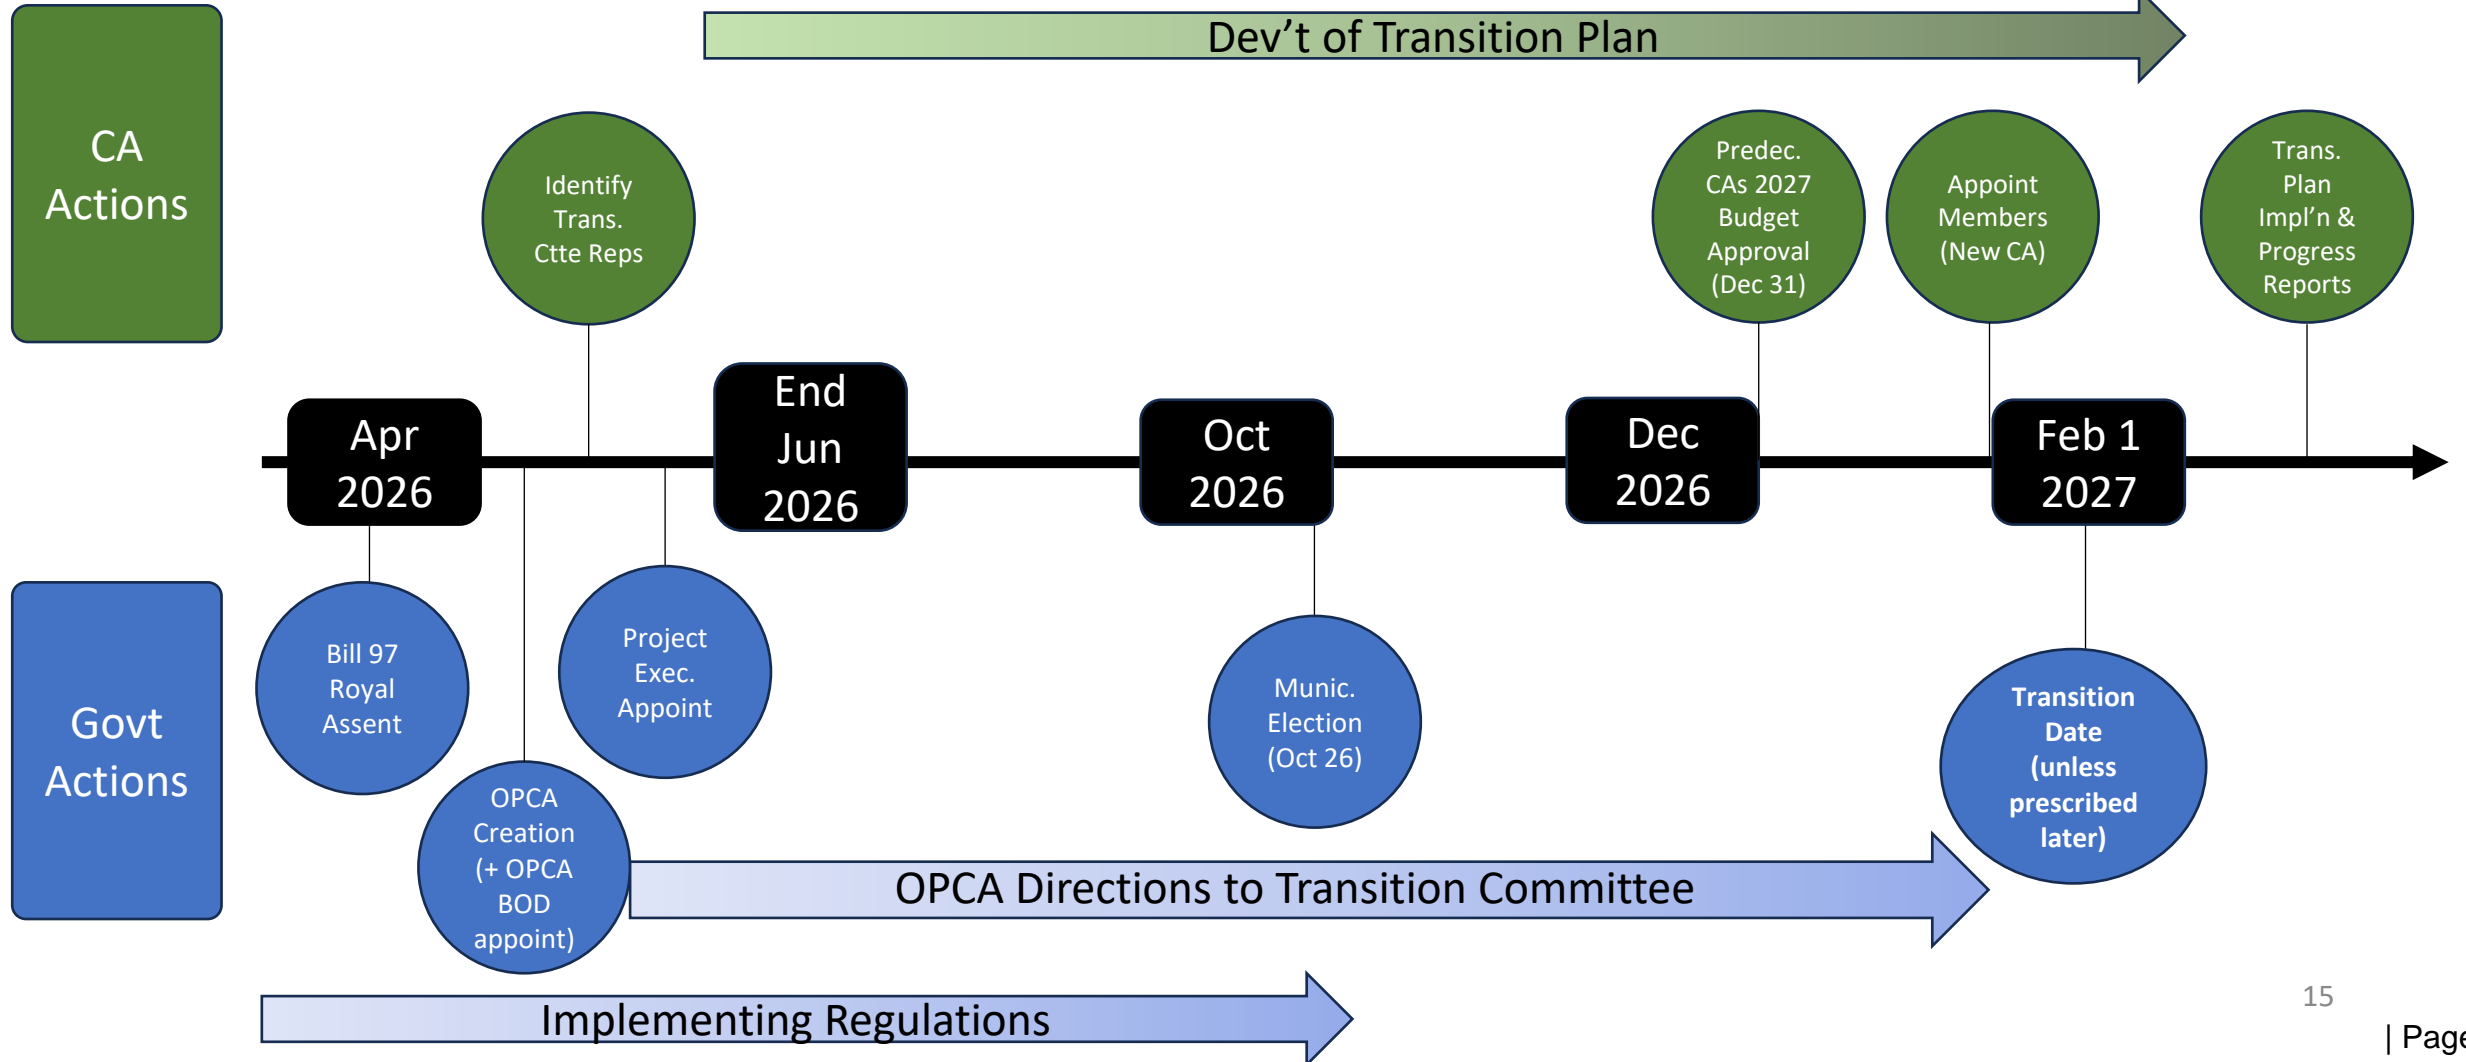 CA
Actions
Dev't of Transition Plan
Identify
Trans.
Ctte Reps
Predec.
CAs 2027
Budget
Approval
(Dec 31)
Appoint
Members
(New CA)
Trans.
Plan
Impl'n &
Progress
Reports
Apr
2026
End
Jun
2026
Oct
2026
Dec
2026
Feb 1
2027
Govt
Actions
Bill 97
Royal
Assent
OPCA
Creation
(+ OPCA
BOD
appoint)
Project
Exec.
Appoint
Munic.
Election
(Oct 26)
Transition
Date
(unless
prescribed
later)
OPCA Directions to Transition Committee
Implementing Regulations
15
| Page